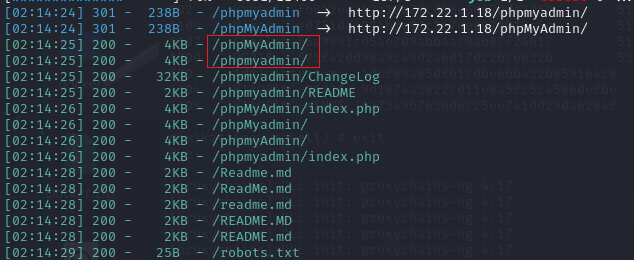 [02:14:24] 301 - 238B - /phpmyadmin -> http://172.22.1.18/phpmyadmin/
[02:14:24] 301 - 238B - /phpMyAdmin -> http://172.22.1.18/phpMyAdmin/
[02:14:25] 200 - 4KB - /phpMyAdmin/
[02:14:25] 200 - 4KB - /phpmyadmin/
[02:14:25] 200 - 32KB - /phpmyadmin/ChangeLog
[02:14:25] 200 - 2KB - /phpmyadmin/README
[02:14:26] 200 - 4KB - /phpMyAdmin/index.php
[02:14:26] 200 - 4KB - /phpMyadmin/
[02:14:26] 200 - 4KB - /phpmyAdmin/
[02:14:26] 200 - 4KB - /phpmyadmin/index.php
[02:14:28] 200 - 2KB - /Readme.md
[02:14:28] 200 - 2KB - /ReadMe.md
[02:14:28] 200 - 2KB - /readme.md
[02:14:28] 200 - 2KB - /README.MD
[02:14:28] 200 - 2KB - /README.md
[02:14:29] 200 - 25B - /robots.txt